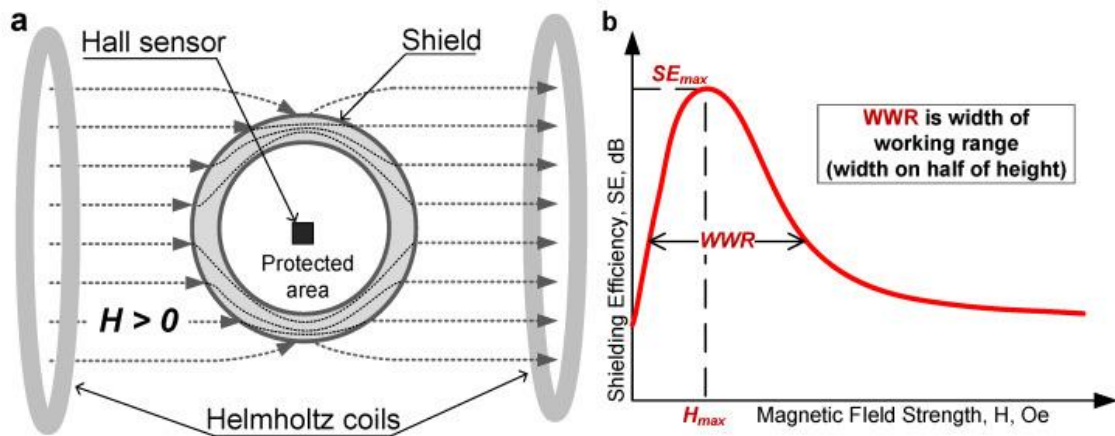 a
Hall sensor
Shield
Protected
area
H > 0
Helmholtz coils
b
SEmax
WWR is width of
working range
(width on half of height)
WWR
Shielding Efficiency, SE, dB
Hmax
Magnetic Field Strength, H, Oe